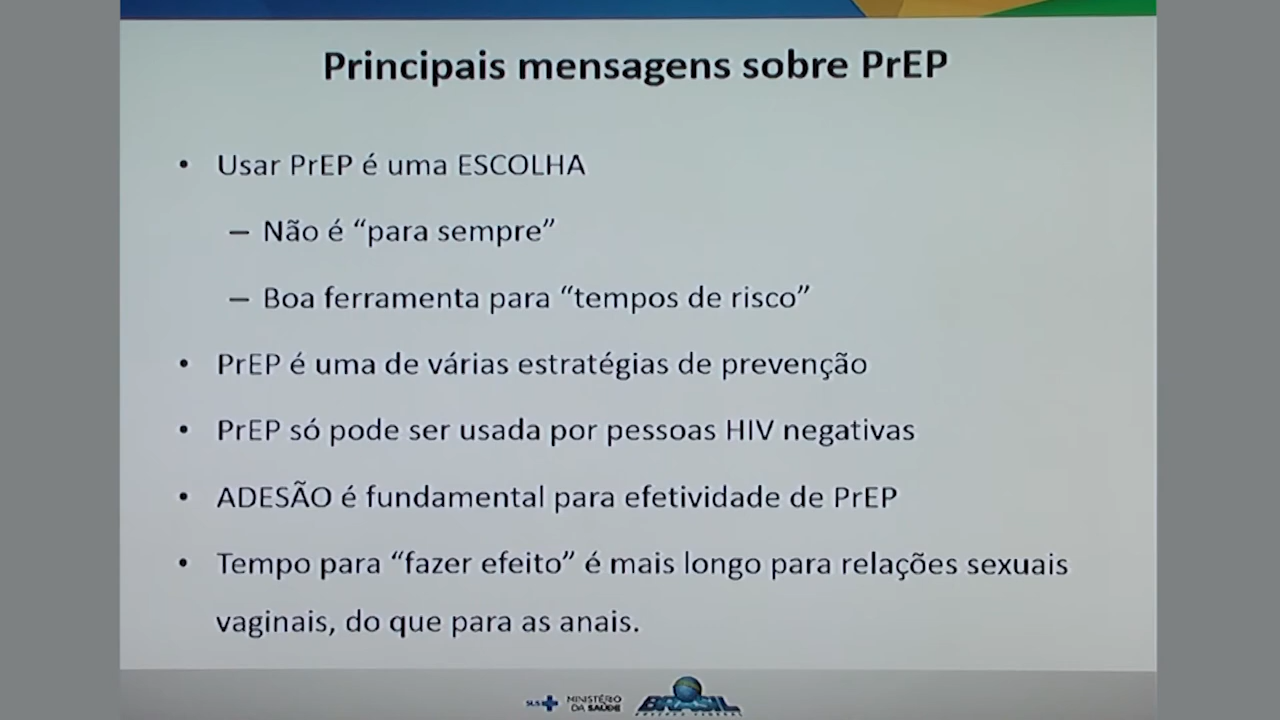 Principais mensagens sobre PrEP
• Usar PrEP é uma ESCOLHA
– Não é “para sempre”
– Boa ferramenta para “tempos de risco”
• PrEP é uma de várias estratégias de prevenção
• PrEP só pode ser usada por pessoas HIV negativas
• ADESÃO é fundamental para efetividade de PrEP
• Tempo para “fazer efeito” é mais longo para relações sexuais
vaginais, do que para as anais.
SUS MINISTÉRIO DA SAÚDE
BRASIL
GOVERNO FEDERAL